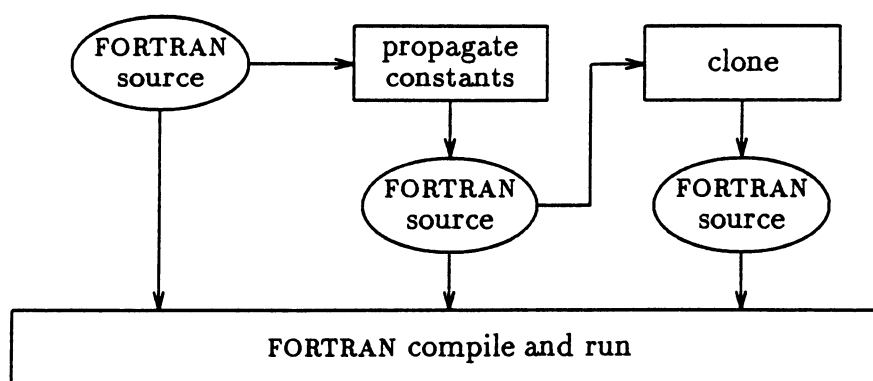 FORTRAN
source
propagate
constants
clone
FORTRAN
source
FORTRAN
source
FORTRAN compile and run